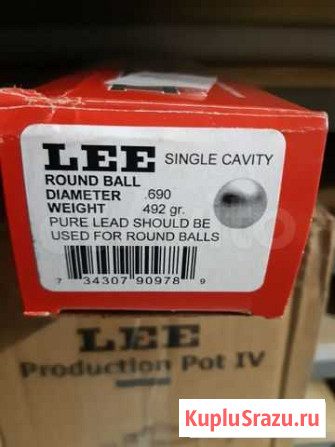 LEE SINGLE CAVITY
ROUND BALL
DIAMETER .690
WEIGHT 492 gr.
PURE LEAD SHOULD BE
USED FOR ROUND BALLS
7 34307 90978 9
LEE
Production Pot IV
KupluSrazu.ru